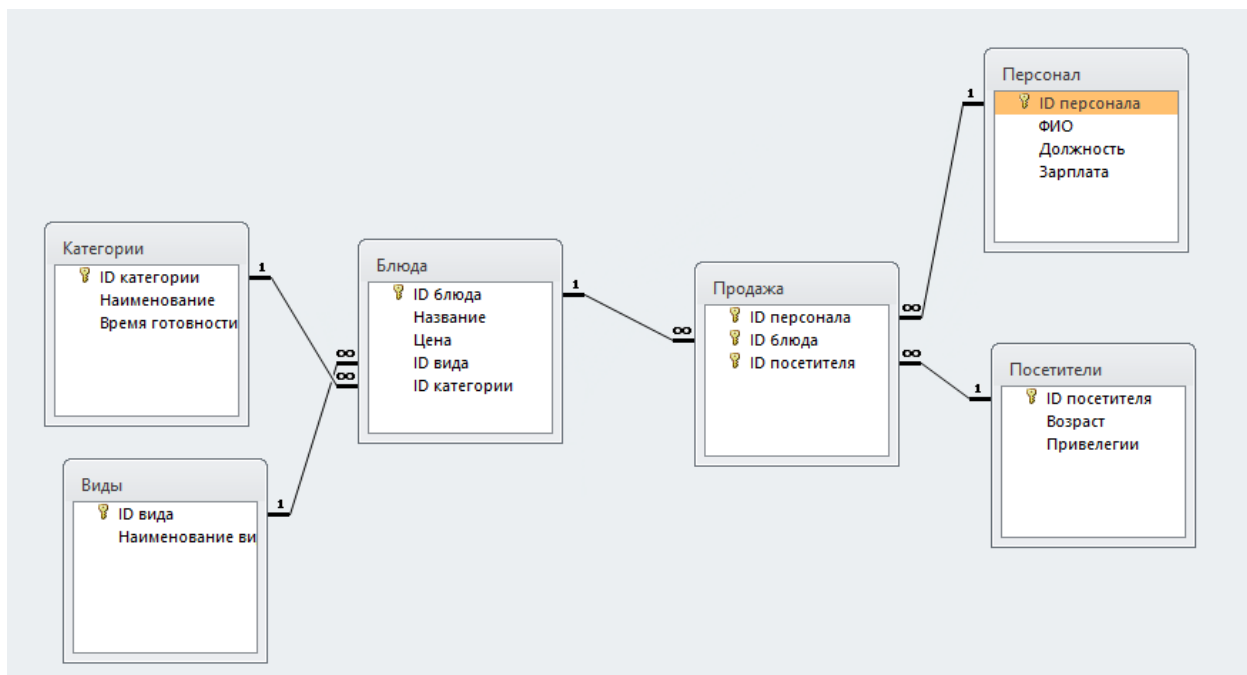 Персонал
ID персонала
ФИО
Должность
Зарплата
1
∞
Категории
ID категории
Наименование
Время готовности
1
∞
Блюда
ID блюда
Название
Цена
ID вида
ID категории
1
∞
Продажа
ID персонала
ID блюда
ID посетителя
∞
1
Посетители
ID посетителя
Возраст
Привелегии
Виды
ID вида
Наименование ви
1
∞